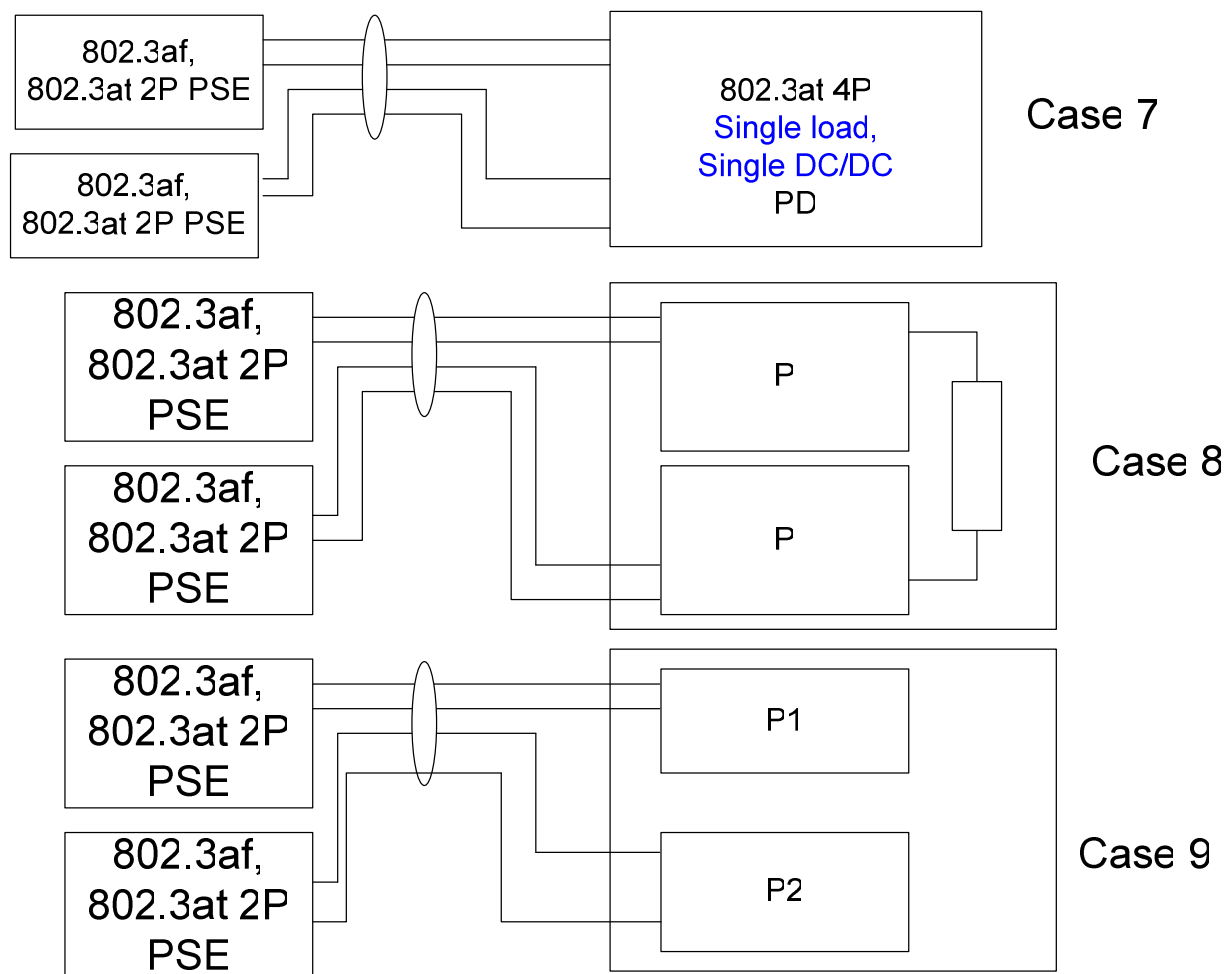 802.3af,
802.3at 2P PSE
802.3af,
802.3at 2P PSE
802.3at 4P
Single load,
Single DC/DC
PD
Case 7
802.3af,
802.3at 2P
PSE
802.3af,
802.3at 2P
PSE
P
P
Case 8
802.3af,
802.3at 2P
PSE
802.3af,
802.3at 2P
PSE
P1
P2
Case 9